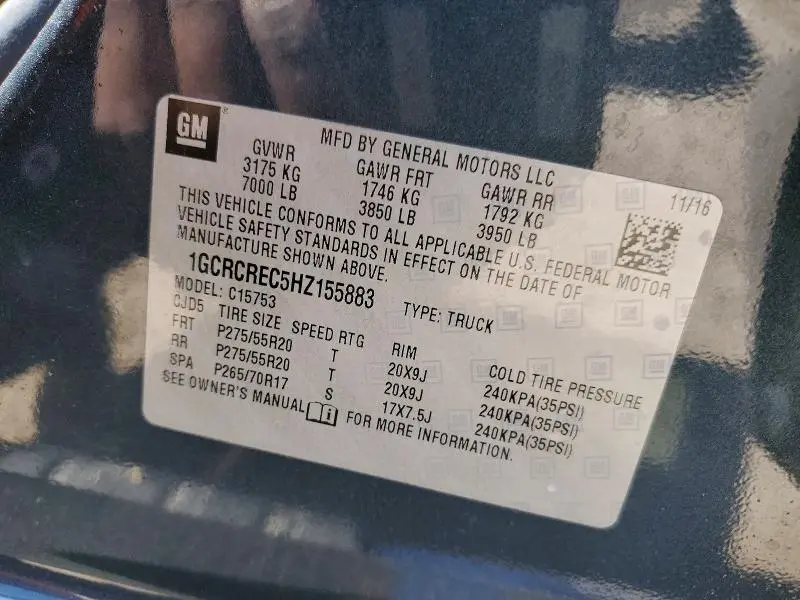 GM ®
MFD BY GENERAL MOTORS LLC
GVWR GAWR FRT GAWR RR 11/16
3175 KG 1746 KG 1792 KG
7000 LB 3850 LB 3950 LB
THIS VEHICLE CONFORMS TO ALL APPLICABLE U.S. FEDERAL MOTOR
VEHICLE SAFETY STANDARDS IN EFFECT ON THE DATE OF
MANUFACTURE SHOWN ABOVE.
1GCRCREC5HZ155883 TYPE: TRUCK
MODEL: C15753
CJD5 TIRE SIZE SPEED RTG RIM COLD TIRE PRESSURE
FRT P275/55R20 T 20X9J 240KPA(35PSI)
RR P275/55R20 T 20X9J 240KPA(35PSI)
SPA P265/70R17 S 17X7.5J 240KPA(35PSI)
SEE OWNER'S MANUAL i FOR MORE INFORMATION.